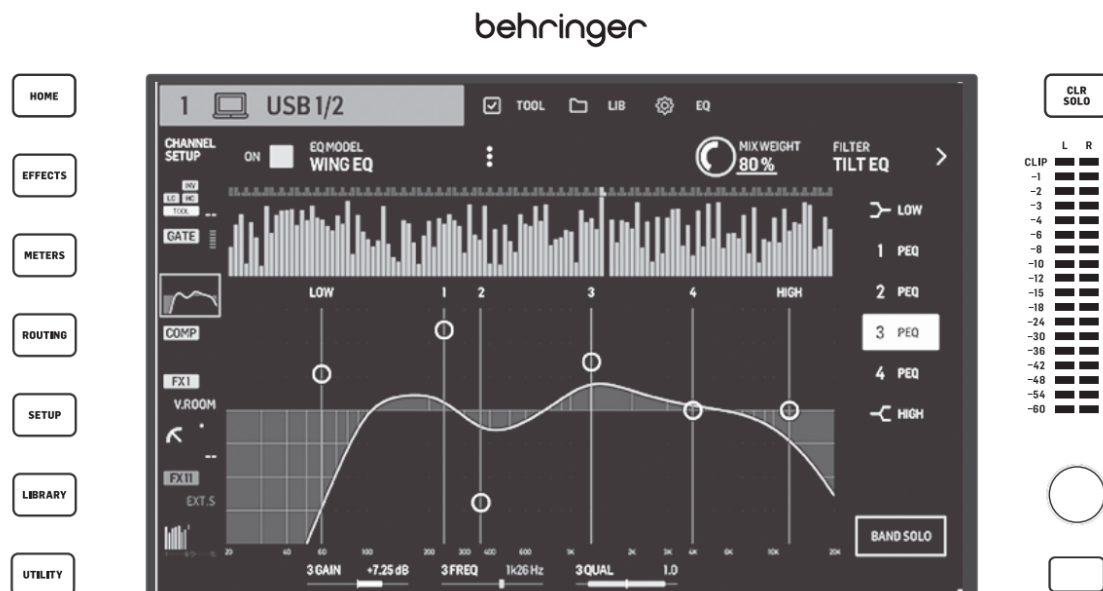 behringer
HOME
EFFECTS
METERS
ROUTING
SETUP
LIBRARY
UTILITY
1 USB 1/2 TOOL LIB EQ
CHANNEL
SETUP
ON EQ MODEL
WING EQ
MIX WEIGHT
80 %
FILTER
TILT EQ
INV
LC HC
TOOL --
GATE
COMP
FX1
V.ROOM
--
FX11
EXT.S
LOW 1 2 3 4 HIGH
20 40 60 100 200 300 400 600 1K 2K 3K 4K 6K 10K 20K
3 GAIN +7.25 dB 3 FREQ 1k26 Hz 3 QUAL 1.0
LOW
1 PEQ
2 PEQ
3 PEQ
4 PEQ
HIGH
BAND SOLO
CLR
SOLO
L R
CLIP
-1
-2
-3
-4
-6
-8
-10
-12
-15
-18
-24
-30
-36
-42
-48
-54
-60